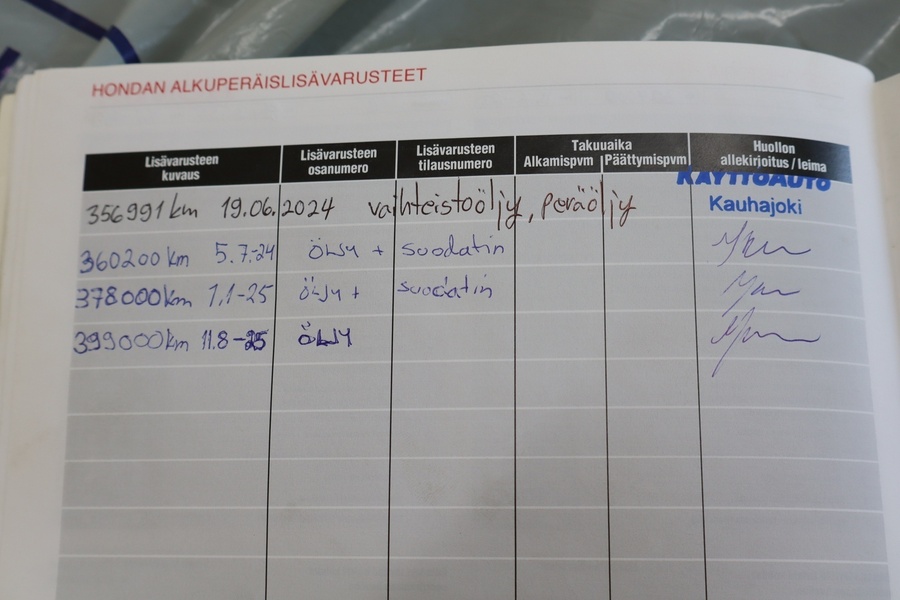 HONDAN ALKUPERÄISLISÄVARUSTEET
Lisävarusteen kuvaus
Lisävarusteen osanumero
Lisävarusteen tilausnumero
Takuuaika
Alkamispvm
Päättymispvm
Huollon allekirjoitus / leima
356991 km 19.06.2024 vaihteistoöljy, peräöljy KÄYTTÖAUTO
Kauhajoki
360200 km 5.7-24 ÖLJY + suodatin
378000 km 1.1-25 ÖLJY + suodatin
399000 km 11.8-25 ÖLJY